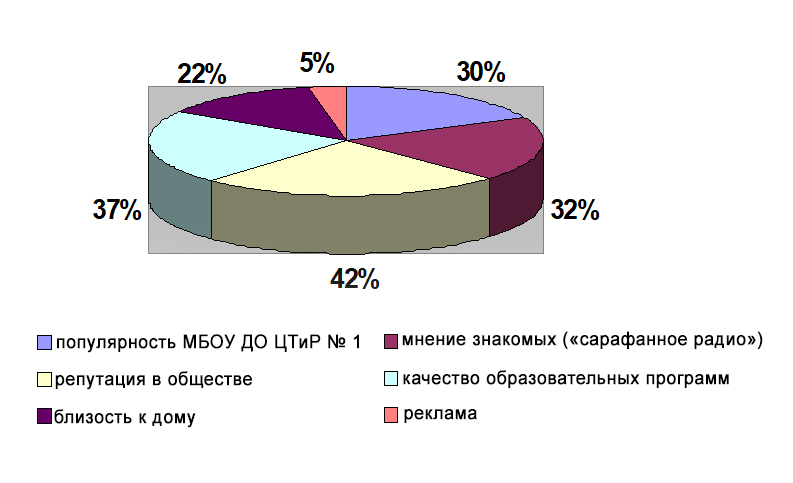 5%
22%
30%
37%
32%
42%
популярность МБОУ ДО ЦТиР № 1
мнение знакомых («сарафанное радио»)
репутация в обществе
качество образовательных программ
близость к дому
реклама